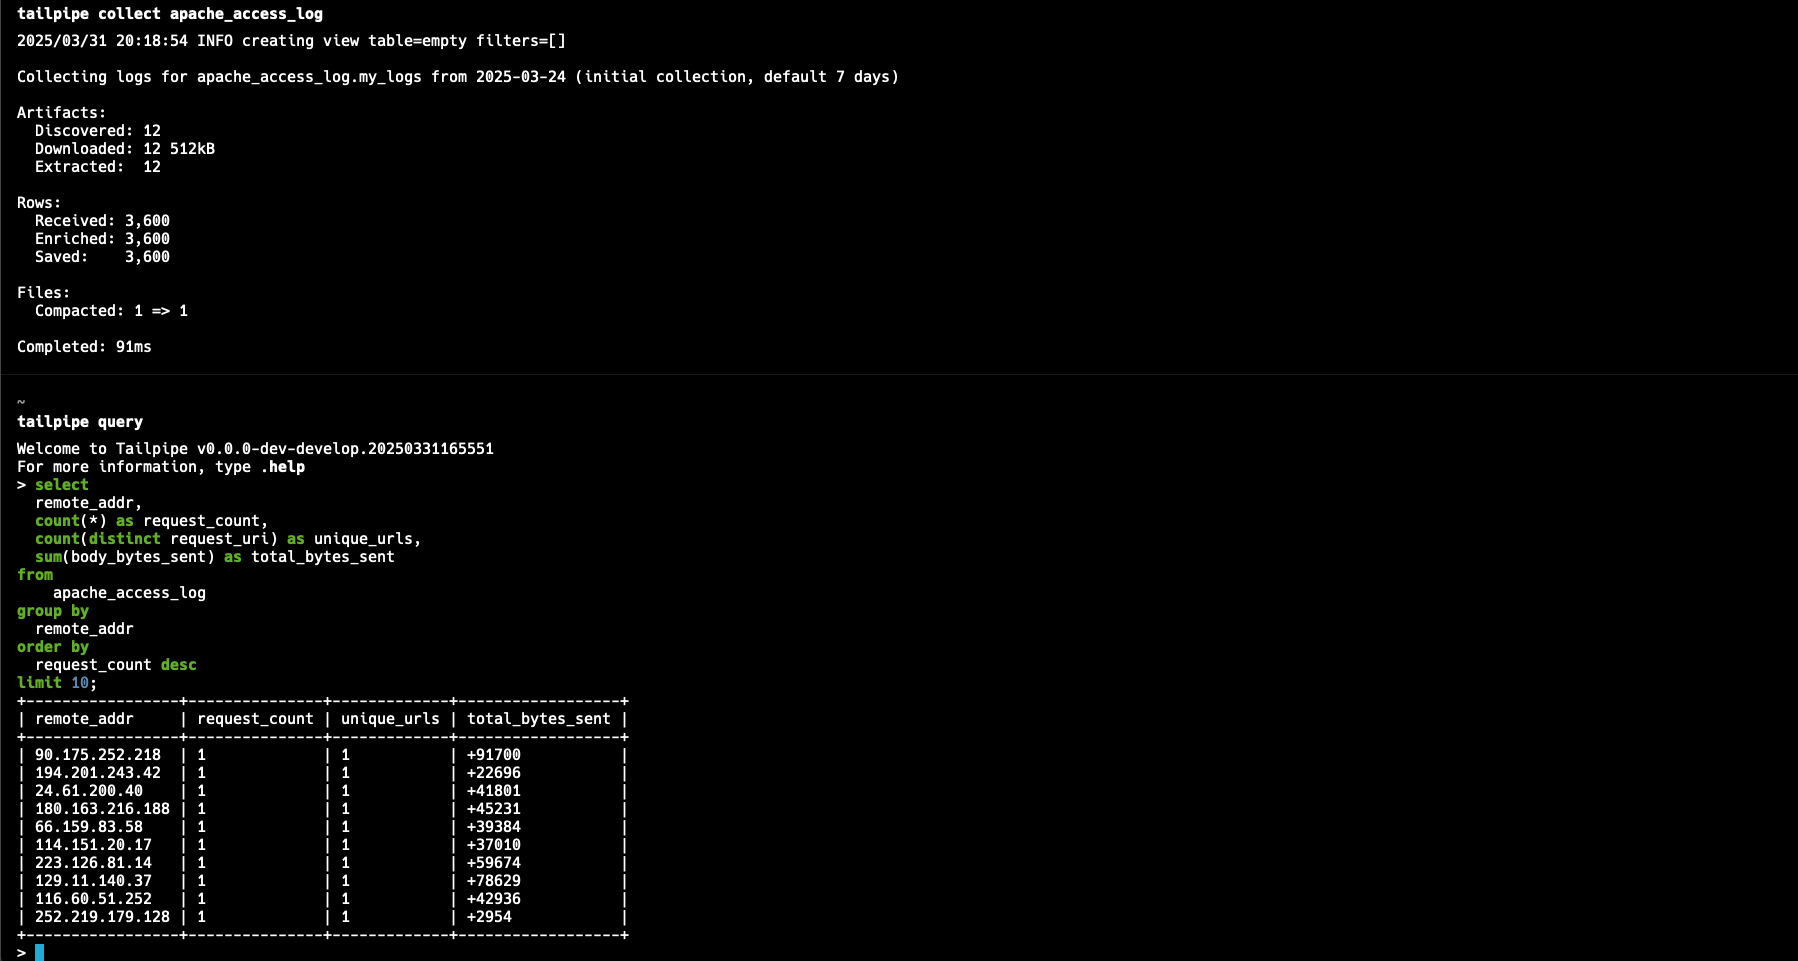 tailpipe collect apache_access_log
2025/03/31 20:18:54 INFO creating view table=empty filters=[]
Collecting logs for apache_access_log.my_logs from 2025-03-24 (initial collection, default 7 days)
Artifacts:
  Discovered: 12
  Downloaded: 12 512kB
  Extracted:  12
Rows:
  Received: 3,600
  Enriched: 3,600
  Saved:    3,600
Files:
  Compacted: 1 => 1
Completed: 91ms
~
tailpipe query
Welcome to Tailpipe v0.0.0-dev-develop.20250331165551
For more information, type .help
> select
  remote_addr,
  count(*) as request_count,
  count(distinct request_uri) as unique_urls,
  sum(body_bytes_sent) as total_bytes_sent
from
    apache_access_log
group by
  remote_addr
order by
  request_count desc
limit 10;
+-----------------+---------------+-------------+------------------+
| remote_addr     | request_count | unique_urls | total_bytes_sent |
+-----------------+---------------+-------------+------------------+
| 90.175.252.218  | 1             | 1           | +91700           |
| 194.201.243.42  | 1             | 1           | +22696           |
| 24.61.200.40    | 1             | 1           | +41801           |
| 180.163.216.188 | 1             | 1           | +45231           |
| 66.159.83.58    | 1             | 1           | +39384           |
| 114.151.20.17   | 1             | 1           | +37010           |
| 223.126.81.14   | 1             | 1           | +59674           |
| 129.11.140.37   | 1             | 1           | +78629           |
| 116.60.51.252   | 1             | 1           | +42936           |
| 252.219.179.128 | 1             | 1           | +2954            |
+-----------------+---------------+-------------+------------------+
>